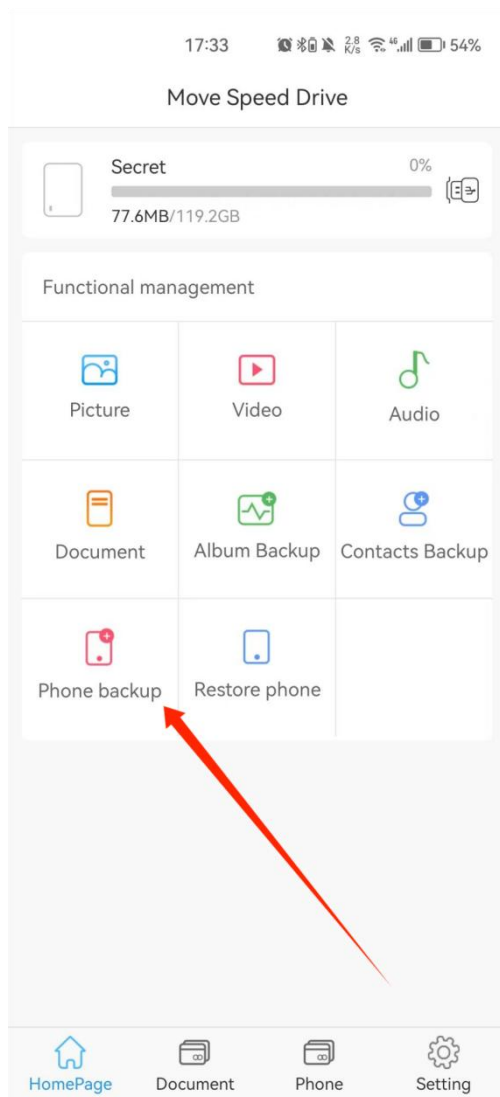 17:33 2.8 K/s 46 54%
Move Speed Drive
Secret 0%
77.6MB/119.2GB
Functional management
Picture Video Audio
Document Album Backup Contacts Backup
Phone backup Restore phone
HomePage Document Phone Setting